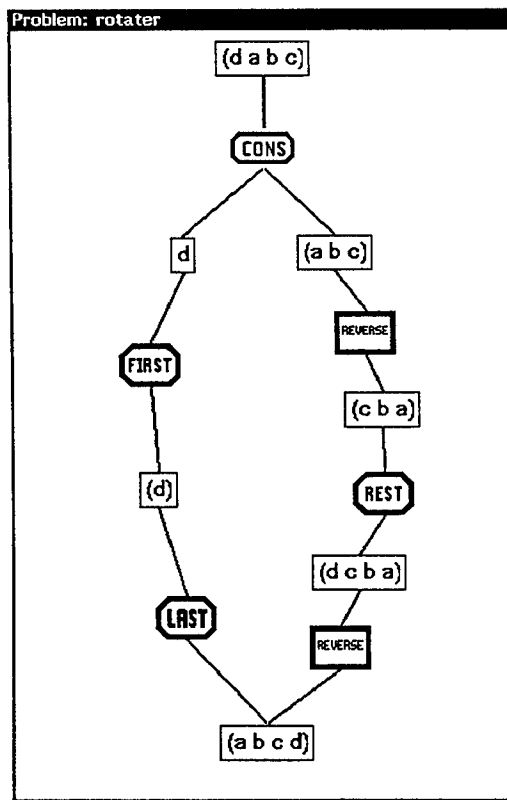 Problem: rotater
(d a b c)
CONS
d
(a b c)
REVERSE
FIRST
(c b a)
(d)
REST
(d c b a)
LAST
REVERSE
(a b c d)